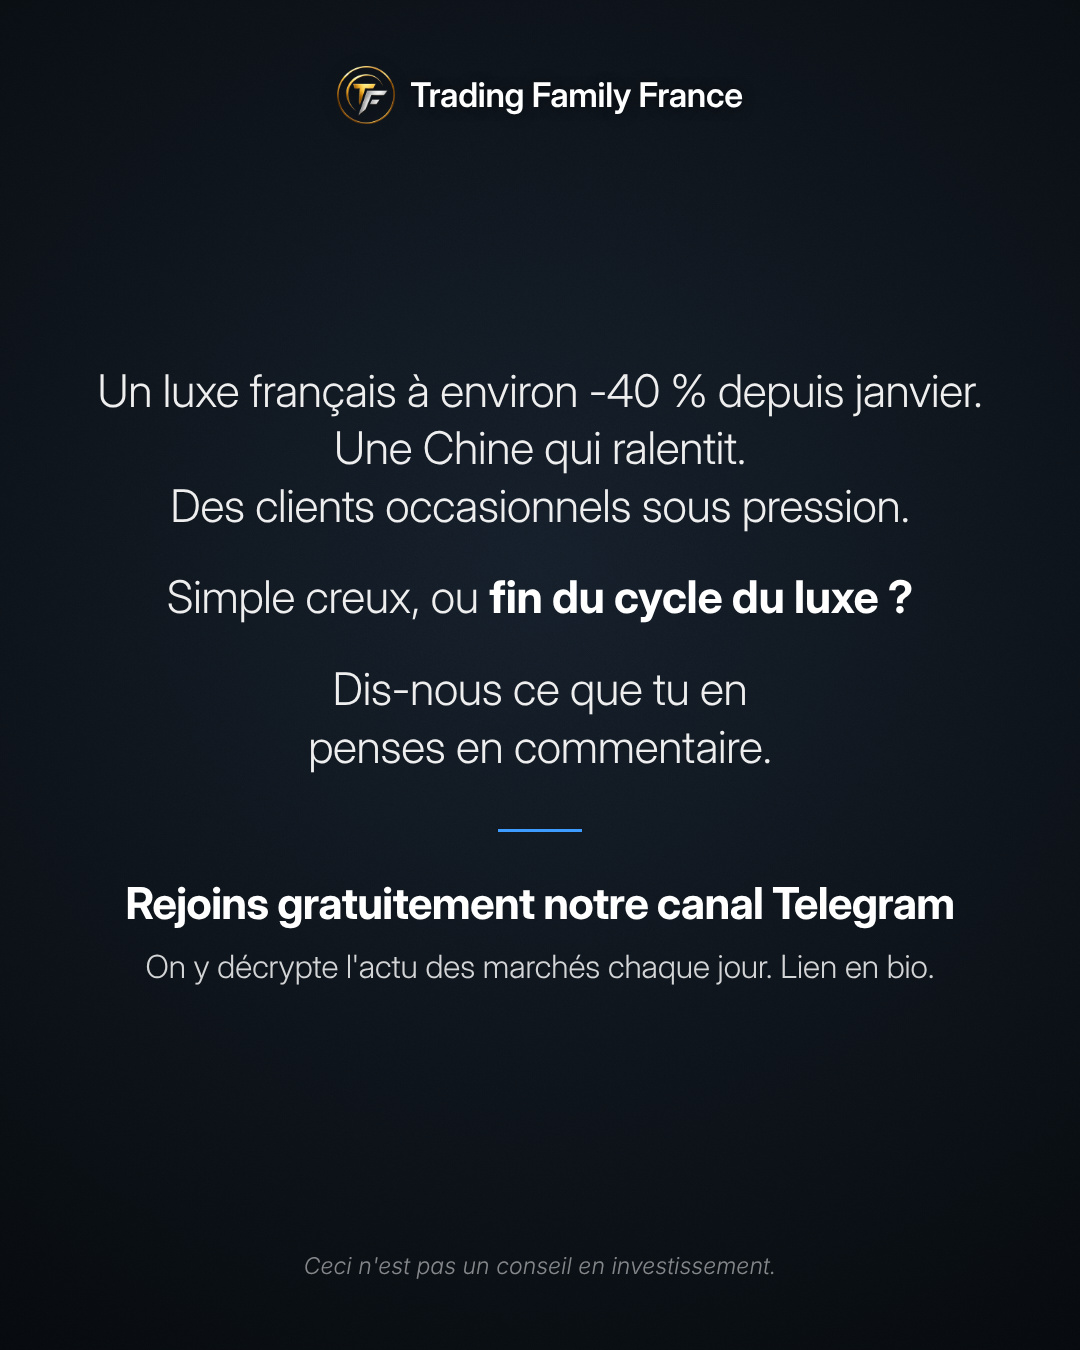 TF Trading Family France
Un luxe français à environ -40 % depuis janvier.
Une Chine qui ralentit.
Des clients occasionnels sous pression.
Simple creux, ou fin du cycle du luxe ?
Dis-nous ce que tu en
penses en commentaire.
Rejoins gratuitement notre canal Telegram
On y décrypte l'actu des marchés chaque jour. Lien en bio.
Ceci n'est pas un conseil en investissement.